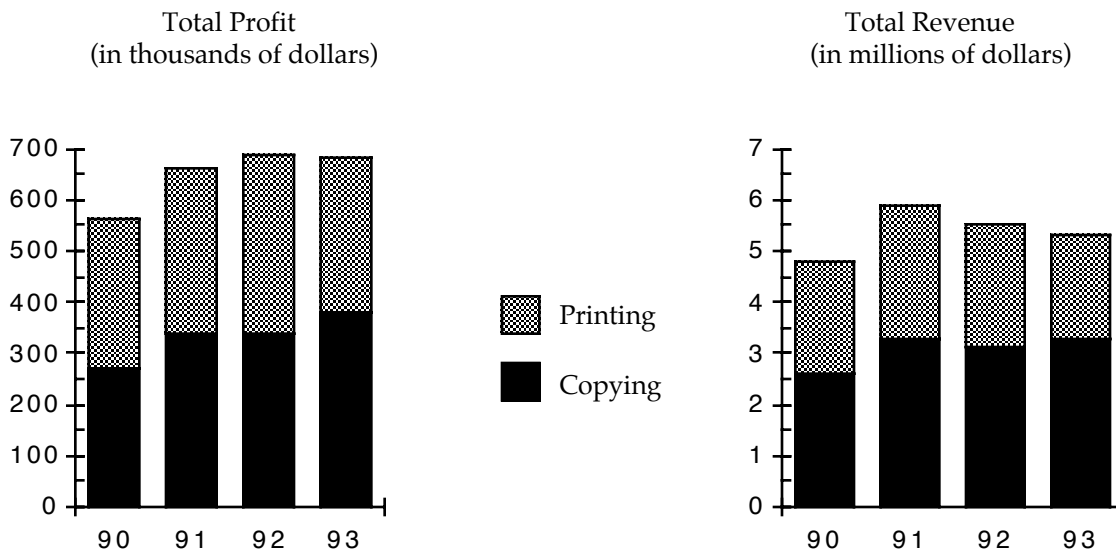 Total Profit
(in thousands of dollars)
700
600
500
400
300
200
100
0
90 91 92 93
Printing
Copying
Total Revenue
(in millions of dollars)
7
6
5
4
3
2
1
0
90 91 92 93